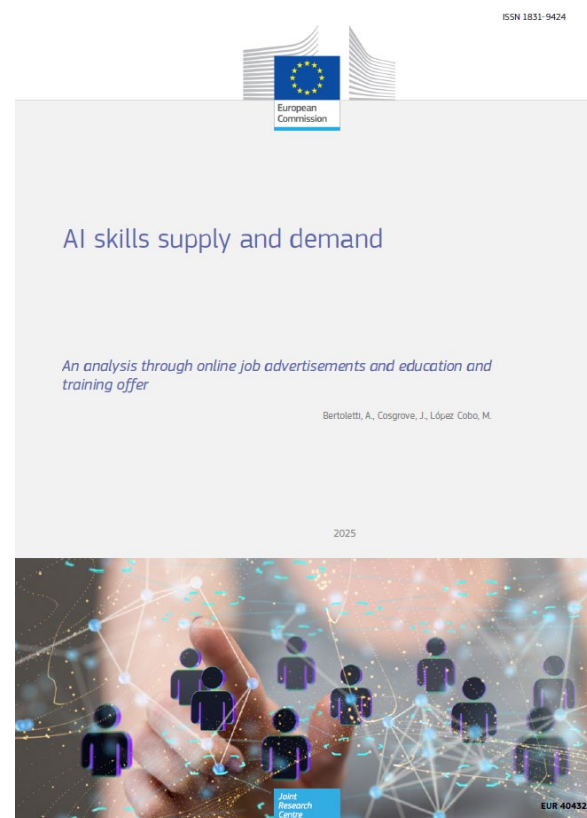 ISSN 1831-9424
European
Commission
AI skills supply and demand
An analysis through online job advertisements and education and
training offer
Bertoletti, A., Cosgrove, J., López Cobo, M.
2025
Joint
Research
Centre
EUR 40432